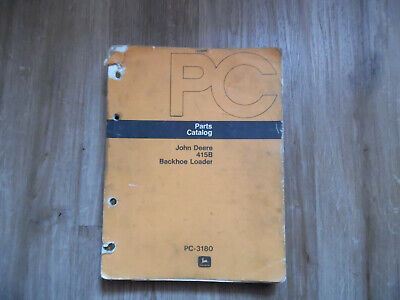 PC
Parts
Catalog
John Deere
415B
Backhoe Loader
PC-3180